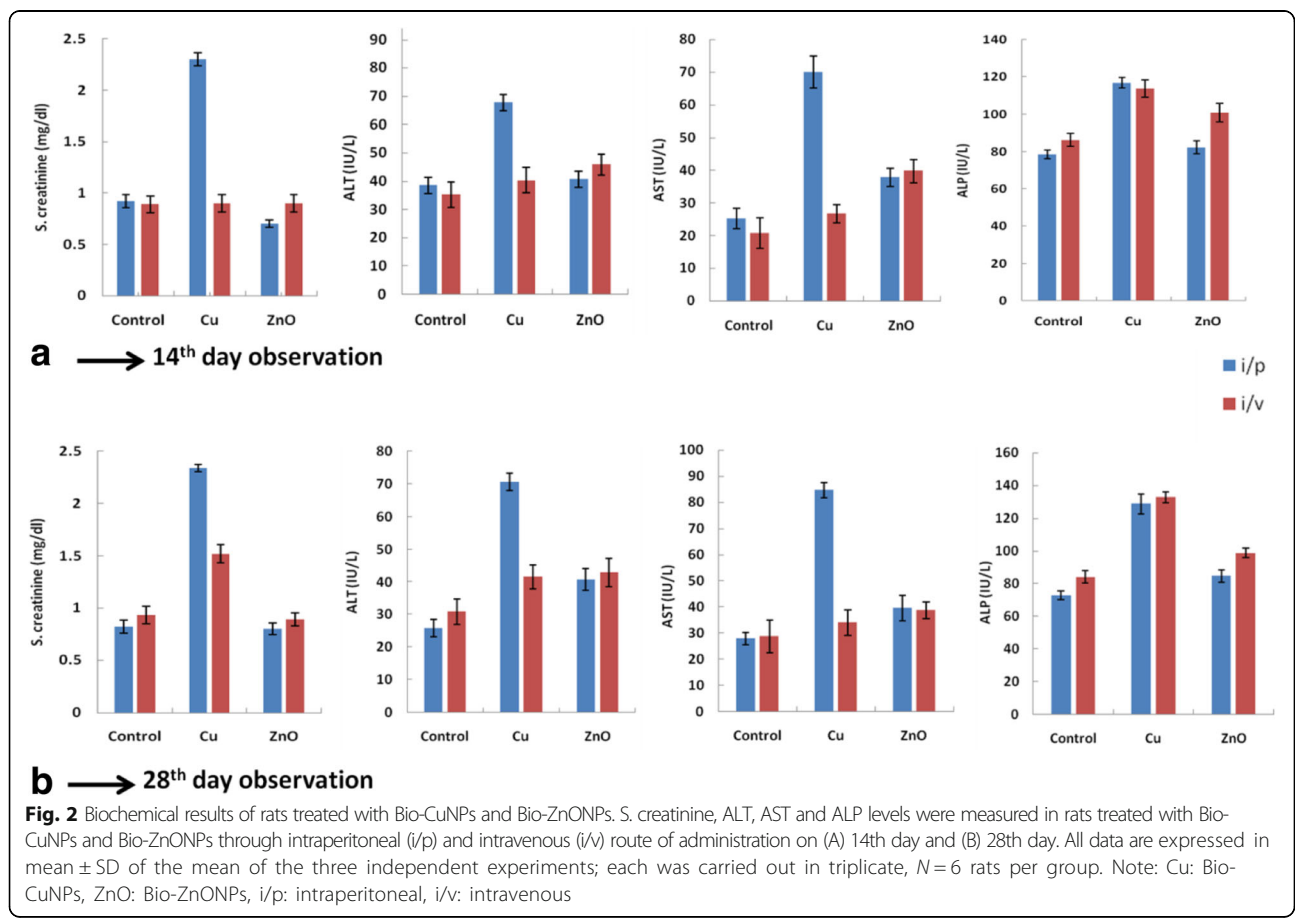 2.5
2
1.5
1
0.5
0
S. creatinine (mg/dl)
Control Cu ZnO
90
80
70
60
50
40
30
20
10
0
ALT (IU/L)
Control Cu ZnO
80
70
60
50
40
30
20
10
0
AST (IU/L)
Control Cu ZnO
140
120
100
80
60
40
20
0
ALP (IU/L)
Control Cu ZnO
a 14th day observation
i/p
i/v
2.5
2
1.5
1
0.5
0
S. creatinine (mg/dl)
Control Cu ZnO
80
70
60
50
40
30
20
10
0
ALT (IU/L)
Control Cu ZnO
100
90
80
70
60
50
40
30
20
10
0
AST (IU/L)
Control Cu ZnO
160
140
120
100
80
60
40
20
0
ALP (IU/L)
Control Cu ZnO
b 28th day observation
Fig. 2 Biochemical results of rats treated with Bio-CuNPs and Bio-ZnONPs. S. creatinine, ALT, AST and ALP levels were measured in rats treated with Bio-
CuNPs and Bio-ZnONPs through intraperitoneal (i/p) and intravenous (i/v) route of administration on (A) 14th day and (B) 28th day. All data are expressed in
mean ± SD of the mean of the three independent experiments; each was carried out in triplicate, N = 6 rats per group. Note: Cu: Bio-
CuNPs, ZnO: Bio-ZnONPs, i/p: intraperitoneal, i/v: intravenous